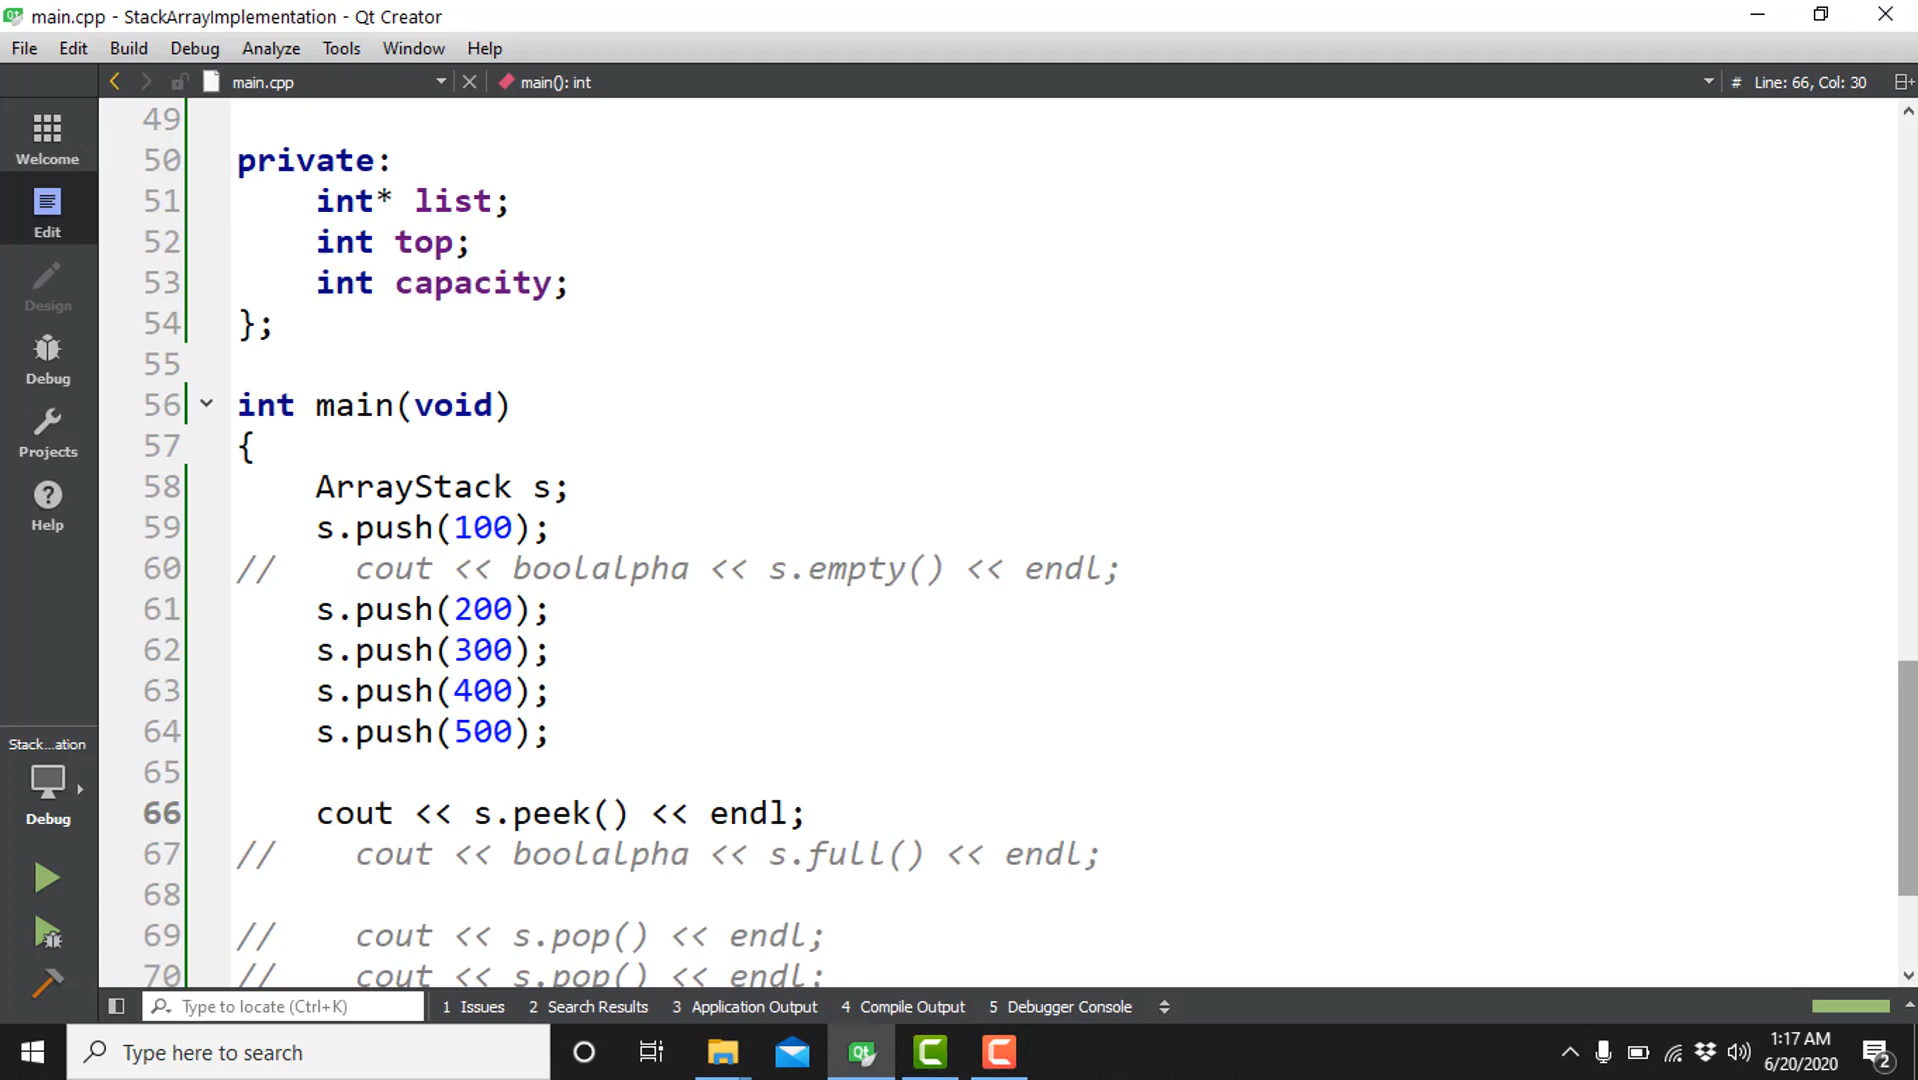 main.cpp - StackArrayImplementation - Qt Creator
File Edit Build Debug Analyze Tools Window Help
main.cpp main(): int # Line: 66, Col: 30
Welcome
Edit
Design
Debug
Projects
Help
Stack...ation
Debug
49
50 private:
51 int* list;
52 int top;
53 int capacity;
54 };
55
56 int main(void)
57 {
58 ArrayStack s;
59 s.push(100);
60 // cout << boolalpha << s.empty() << endl;
61 s.push(200);
62 s.push(300);
63 s.push(400);
64 s.push(500);
65
66 cout << s.peek() << endl;
67 // cout << boolalpha << s.full() << endl;
68
69 // cout << s.pop() << endl;
70 // cout << s.pop() << endl;
Type to locate (Ctrl+K) 1 Issues 2 Search Results 3 Application Output 4 Compile Output 5 Debugger Console
Type here to search
1:17 AM
6/20/2020
2